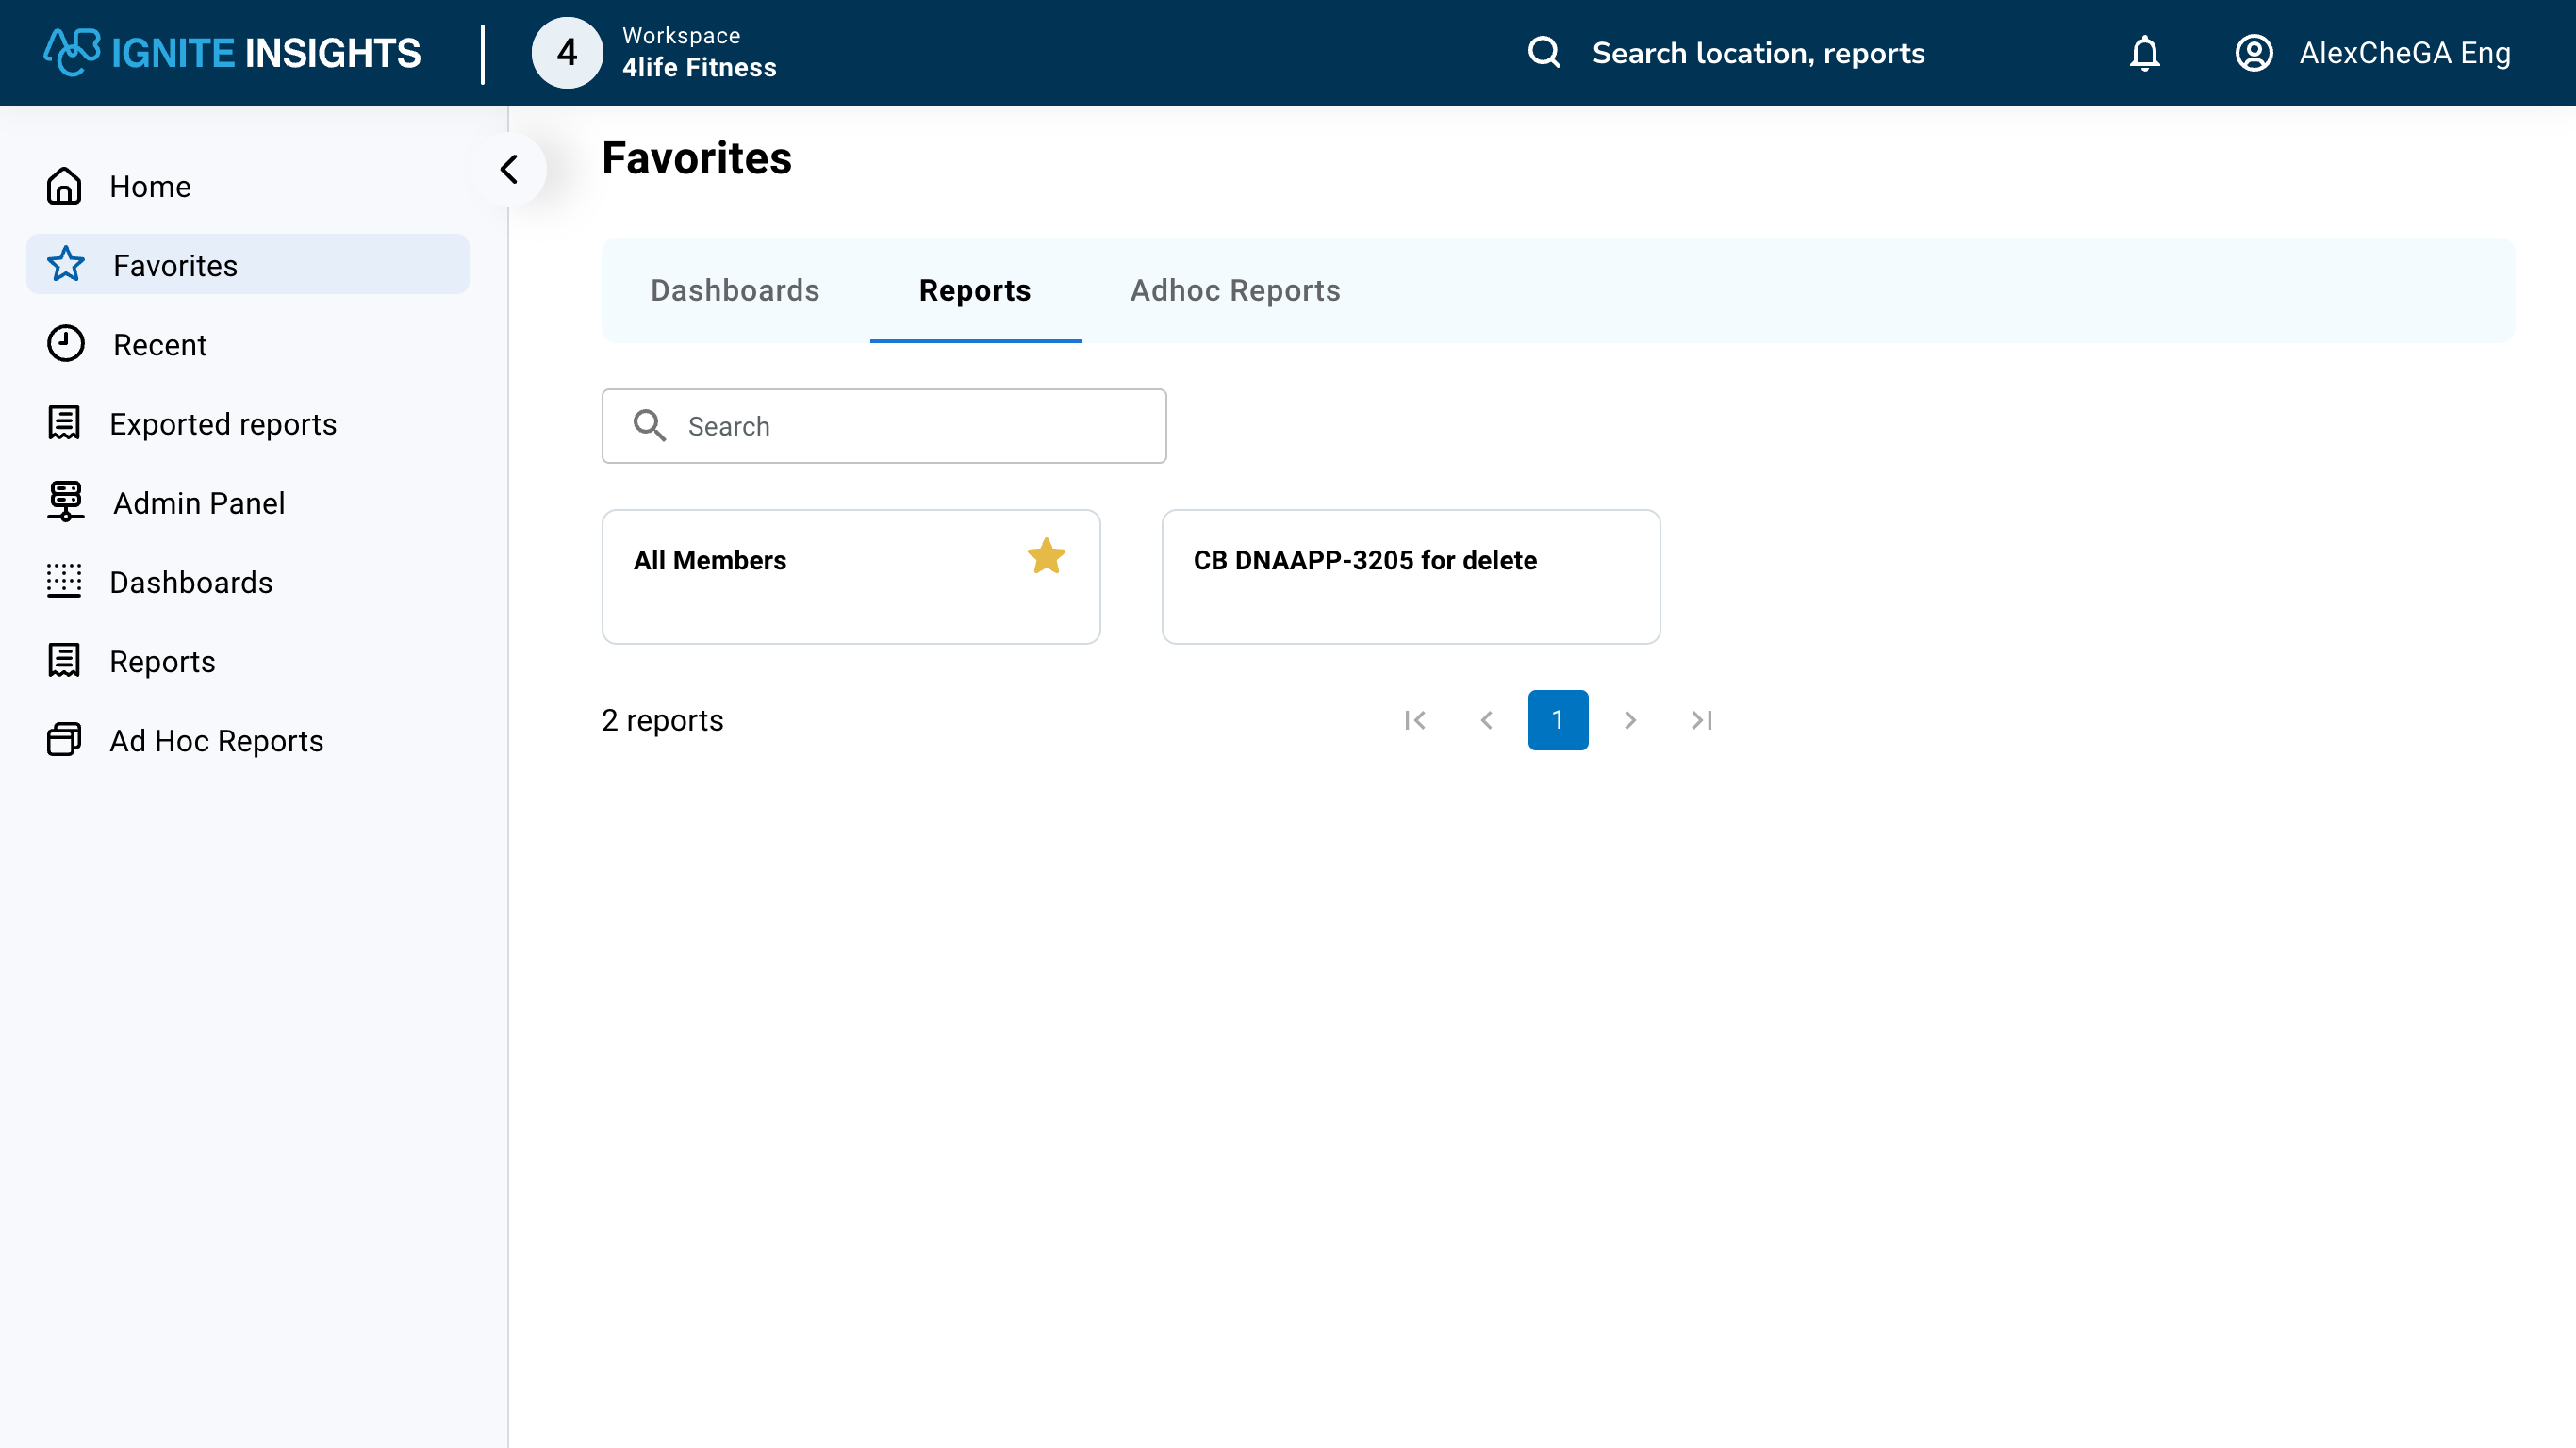 IGNITE INSIGHTS
4
Workspace
4life Fitness
Search location, reports
AlexCheGA Eng
Home
Favorites
Recent
Exported reports
Admin Panel
Dashboards
Reports
Ad Hoc Reports
Favorites
Dashboards
Reports
Adhoc Reports
Search
All Members
CB DNAAPP-3205 for delete
2 reports
1